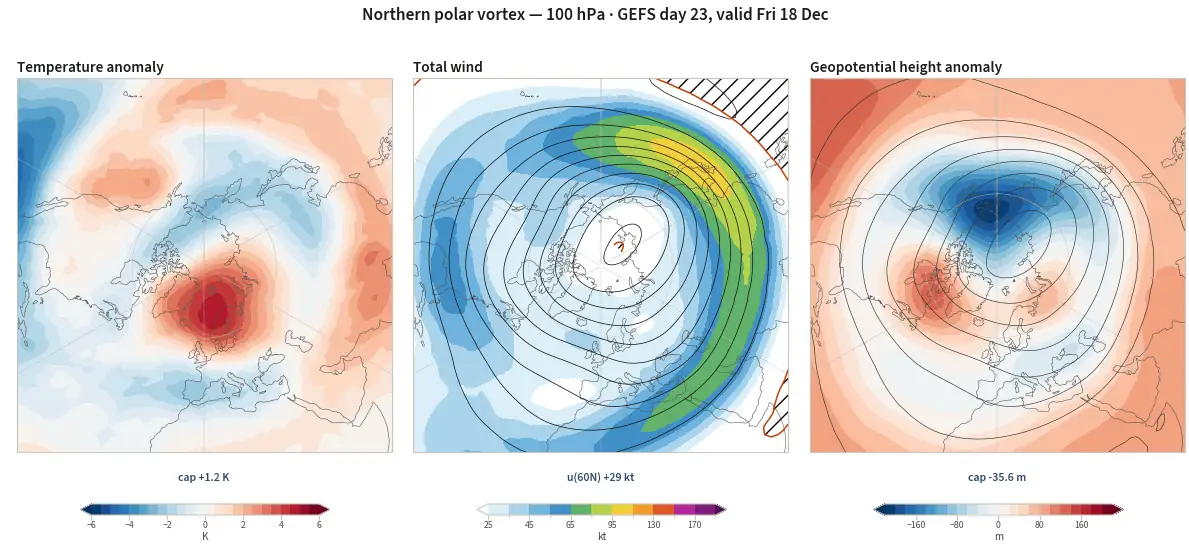 Northern polar vortex — 100 hPa · GEFS day 23, valid Fri 18 Dec
Temperature anomaly
Total wind
Geopotential height anomaly
cap +1.2 K
u(60N) +29 kt
cap -35.6 m
−6 −4 −2 0 2 4 6
K
25 45 65 95 130 170
kt
−160 −80 0 80 160
m